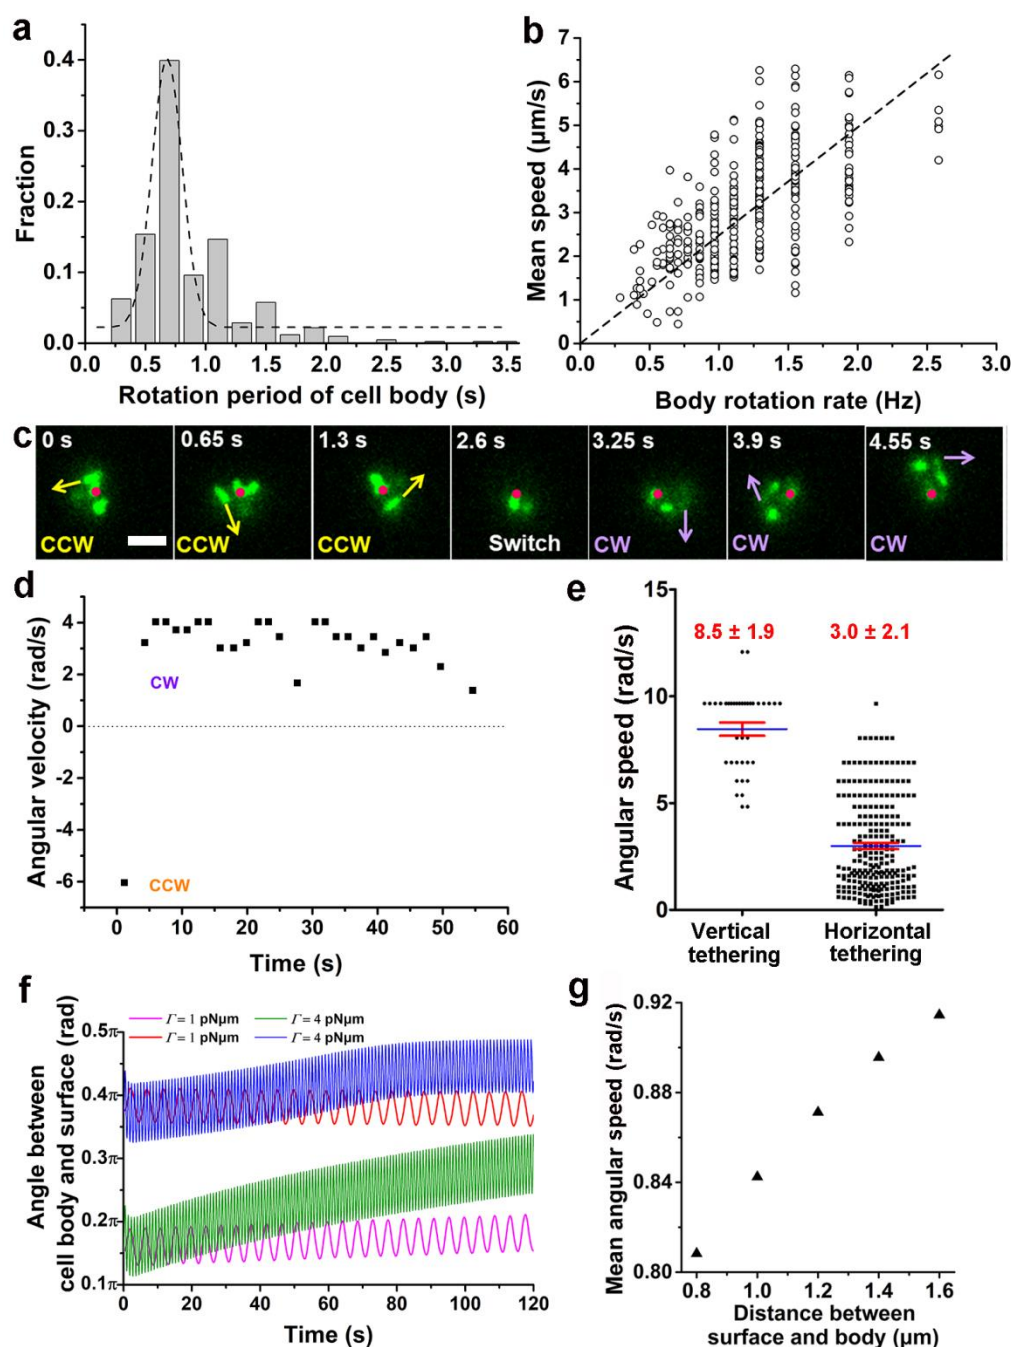 a
0.4
0.3
0.2
0.1
0.0
Fraction
0.0 0.5 1.0 1.5 2.0 2.5 3.0 3.5
Rotation period of cell body (s)
b
7
6
5
4
3
2
1
0
Mean speed (µm/s)
0.0 0.5 1.0 1.5 2.0 2.5 3.0
Body rotation rate (Hz)
c
0 s 0.65 s 1.3 s 2.6 s 3.25 s 3.9 s 4.55 s
CCW CCW CCW Switch CW CW CW
d
4
2
0
-2
-4
-6
Angular velocity (rad/s)
CW
CCW
0 10 20 30 40 50 60
Time (s)
e
15
10
5
0
Angular speed (rad/s)
8.5 ± 1.9 3.0 ± 2.1
Vertical
tethering
Horizontal
tethering
f
Γ = 1 pNµm Γ = 4 pNµm
Γ = 1 pNµm Γ = 4 pNµm
0.5π
0.4π
0.3π
0.2π
0.1π
Angle between
cell body and surface (rad)
0 20 40 60 80 100 120
Time (s)
g
0.92
0.88
0.84
0.80
Mean angular speed (rad/s)
0.8 1.0 1.2 1.4 1.6
Distance between
surface and body (µm)